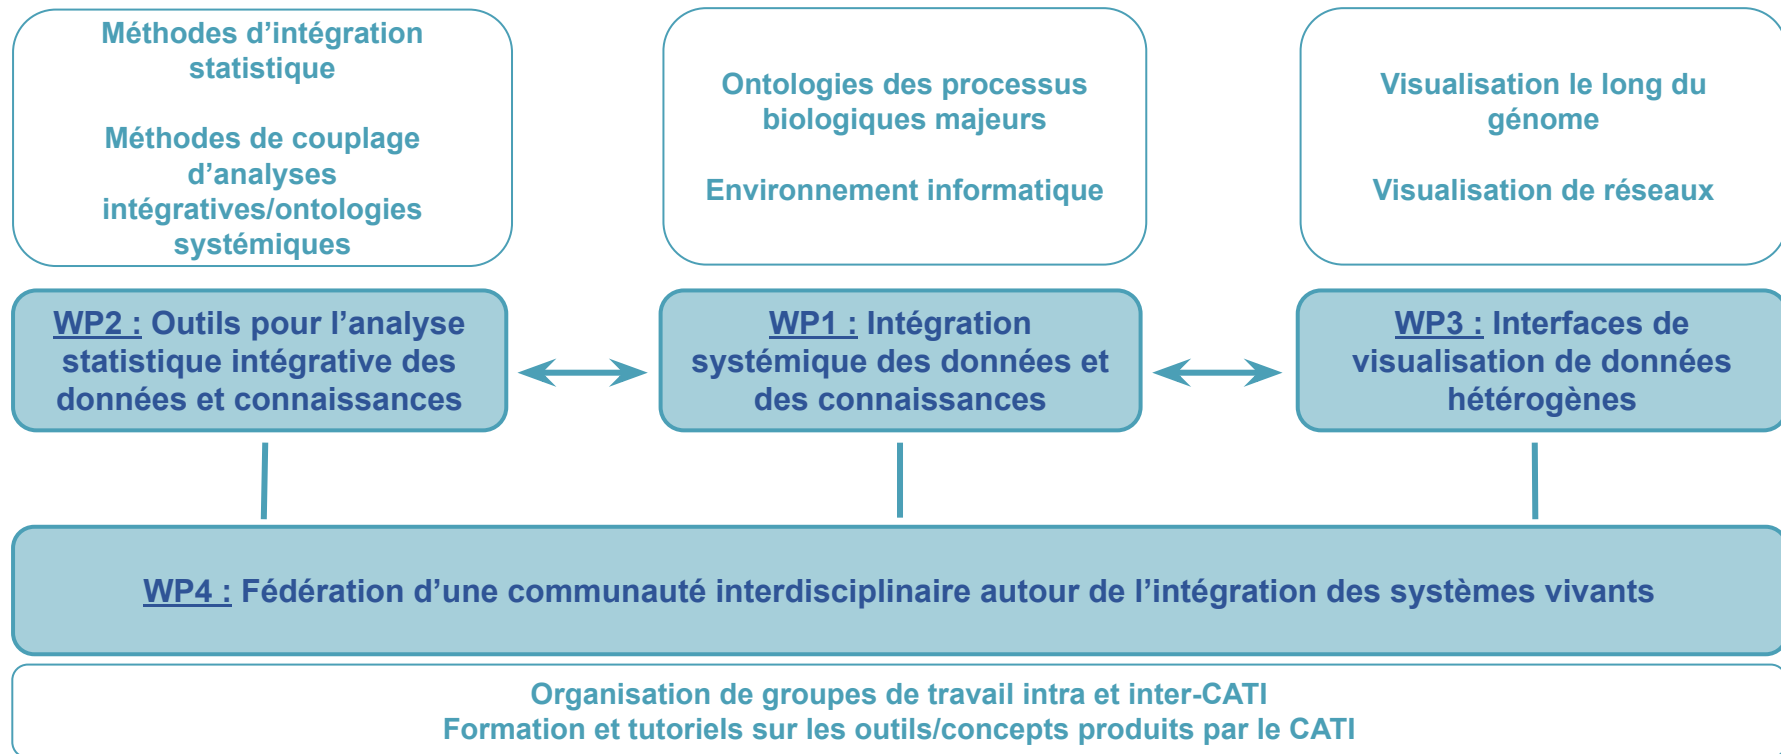 Méthodes d’intégration
statistique
Méthodes de couplage
d’analyses
intégratives/ontologies
systémiques
Ontologies des processus
biologiques majeurs
Environnement informatique
Visualisation le long du
génome
Visualisation de réseaux
WP2 : Outils pour l’analyse
statistique intégrative des
données et connaissances
WP1 : Intégration
systémique des données et
des connaissances
WP3 : Interfaces de
visualisation de données
hétérogènes
WP4 : Fédération d’une communauté interdisciplinaire autour de l’intégration des systèmes vivants
Organisation de groupes de travail intra et inter-CATI
Formation et tutoriels sur les outils/concepts produits par le CATI